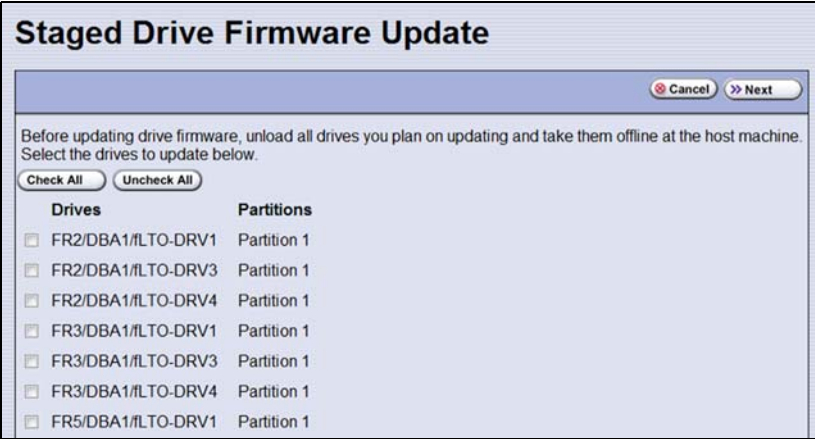 Staged Drive Firmware Update
Cancel
Next
Before updating drive firmware, unload all drives you plan on updating and take them offline at the host machine.
Select the drives to update below.
Check All
Uncheck All
Drives Partitions
FR2/DBA1/fLTO-DRV1 Partition 1
FR2/DBA1/fLTO-DRV3 Partition 1
FR2/DBA1/fLTO-DRV4 Partition 1
FR3/DBA1/fLTO-DRV1 Partition 1
FR3/DBA1/fLTO-DRV3 Partition 1
FR3/DBA1/fLTO-DRV4 Partition 1
FR5/DBA1/fLTO-DRV1 Partition 1